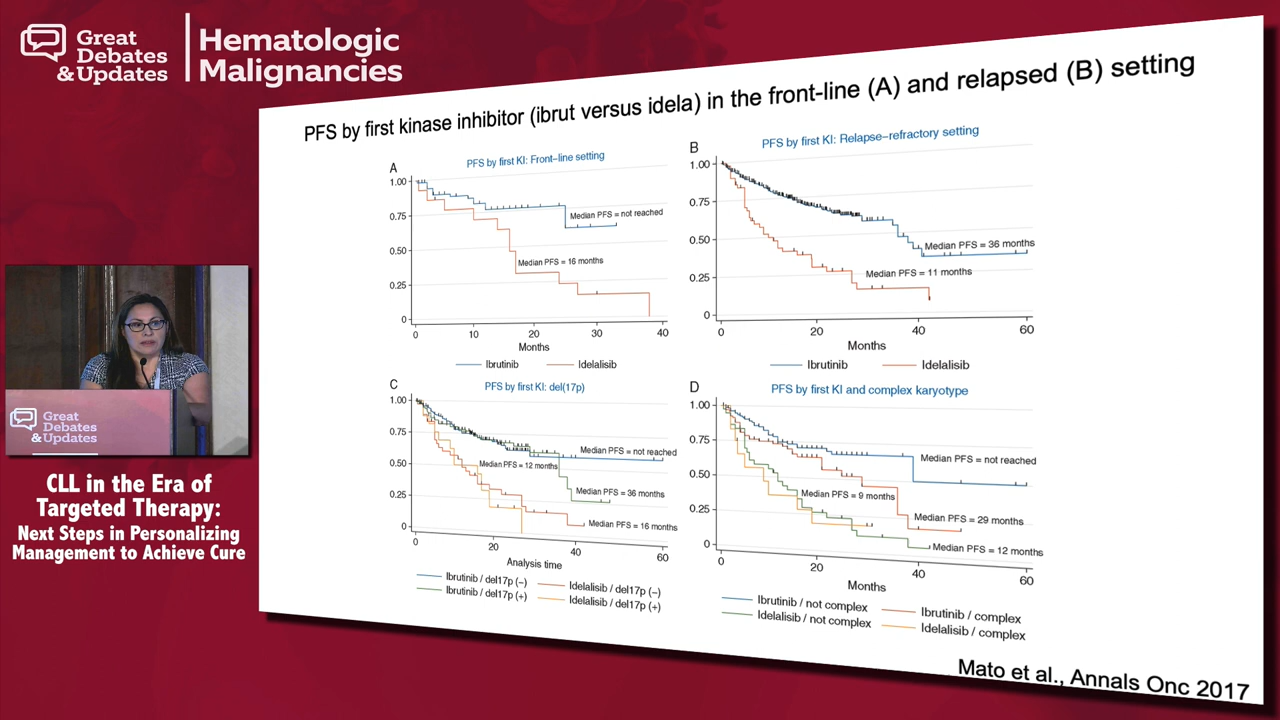 Great
Debates
& Updates
Hematologic
Malignancies
PFS by first kinase inhibitor (ibrut versus idela) in the front-line (A) and relapsed (B) setting
A
PFS by first KI: Front–line setting
1.00
0.75
0.50
0.25
0
Median PFS = not reached
Median PFS = 16 months
0 10 20 30 40
Months
Ibrutinib Idelalisib
B
PFS by first KI: Relapse–refractory setting
1.00
0.75
0.50
0.25
0
Median PFS = 36 months
Median PFS = 11 months
0 20 40 60
Months
Ibrutinib Idelalisib
C
PFS by first KI: del(17p)
1.00
0.75
0.50
0.25
0
Median PFS = not reached
Median PFS = 12 months
Median PFS = 36 months
Median PFS = 16 months
0 20 40 60
Analysis time
Ibrutinib / del17p (–) Idelalisib / del17p (–)
Ibrutinib / del17p (+) Idelalisib / del17p (+)
D
PFS by first KI and complex karyotype
1.00
0.75
0.50
0.25
0
Median PFS = not reached
Median PFS = 9 months
Median PFS = 29 months
Median PFS = 12 months
0 20 40 60
Months
Ibrutinib / not complex Ibrutinib / complex
Idelalisib / not complex Idelalisib / complex
Mato et al., Annals Onc 2017
Great
Debates
& Updates
CLL in the Era of
Targeted Therapy:
Next Steps in Personalizing
Management to Achieve Cure